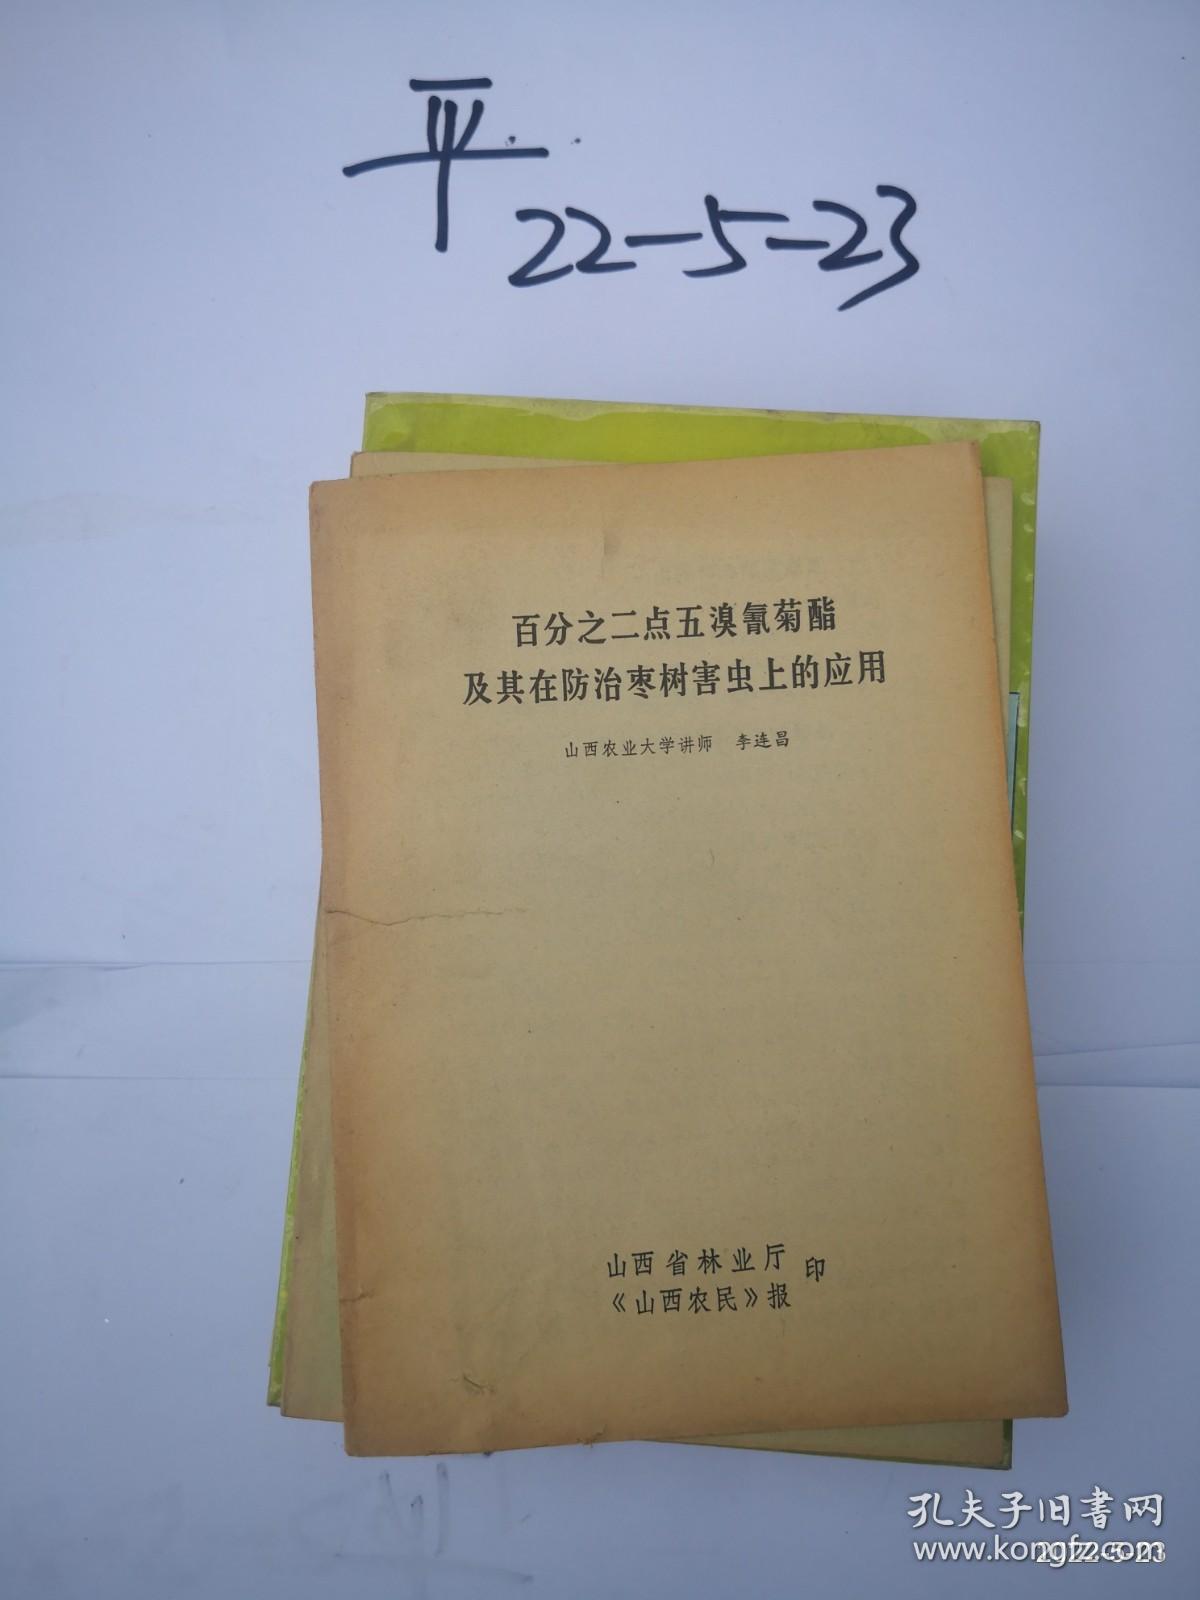 平
22-5-23
百分之二点五溴氰菊酯
及其在防治枣树害虫上的应用
山西农业大学讲师 李连昌
山西省林业厅
《山西农民》报
印
孔夫子旧书网
www.kongfz.com
2022-5-23